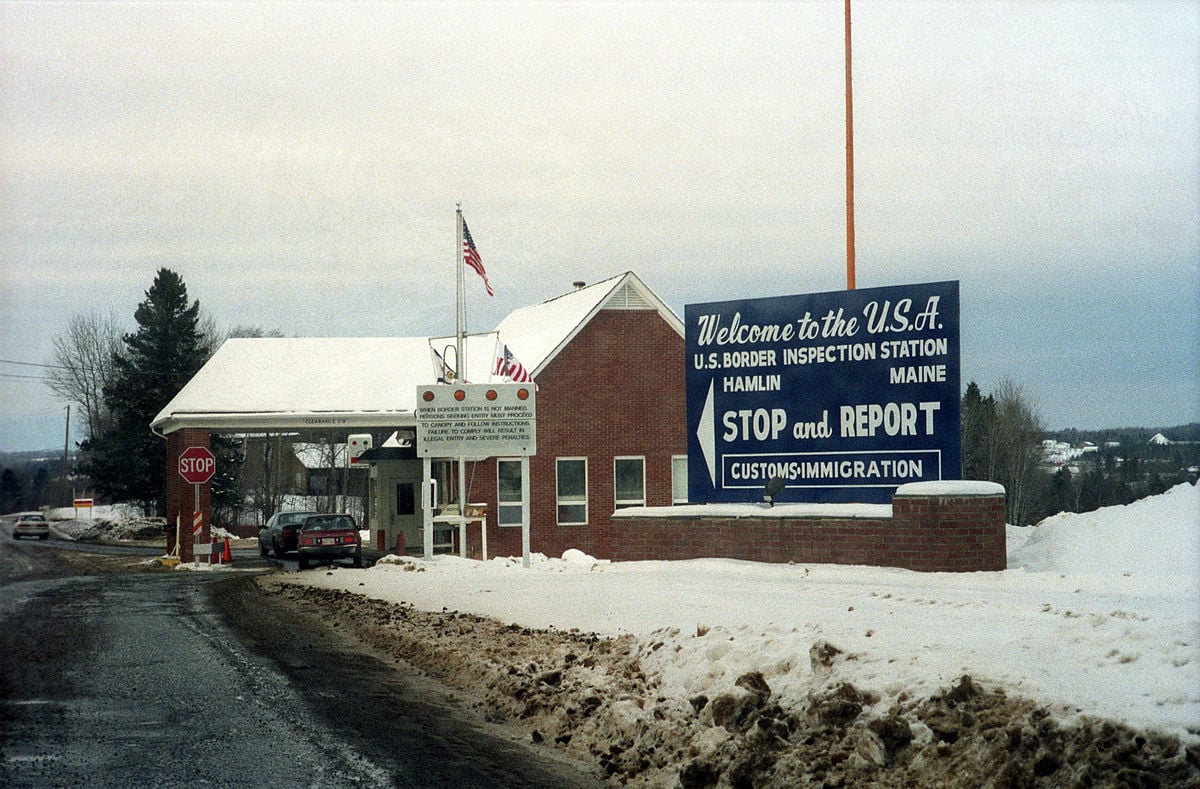 Welcome to the U.S.A.
U.S. BORDER INSPECTION STATION
HAMLIN MAINE
STOP and REPORT
CUSTOMS·IMMIGRATION
WHEN BORDER STATION IS NOT MANNED,
PERSONS SEEKING ENTRY MUST PROCEED
TO CANOPY AND FOLLOW INSTRUCTIONS.
FAILURE TO COMPLY WILL RESULT IN
ILLEGAL ENTRY AND SEVERE PENALTIES.
CLEARANCE
STOP